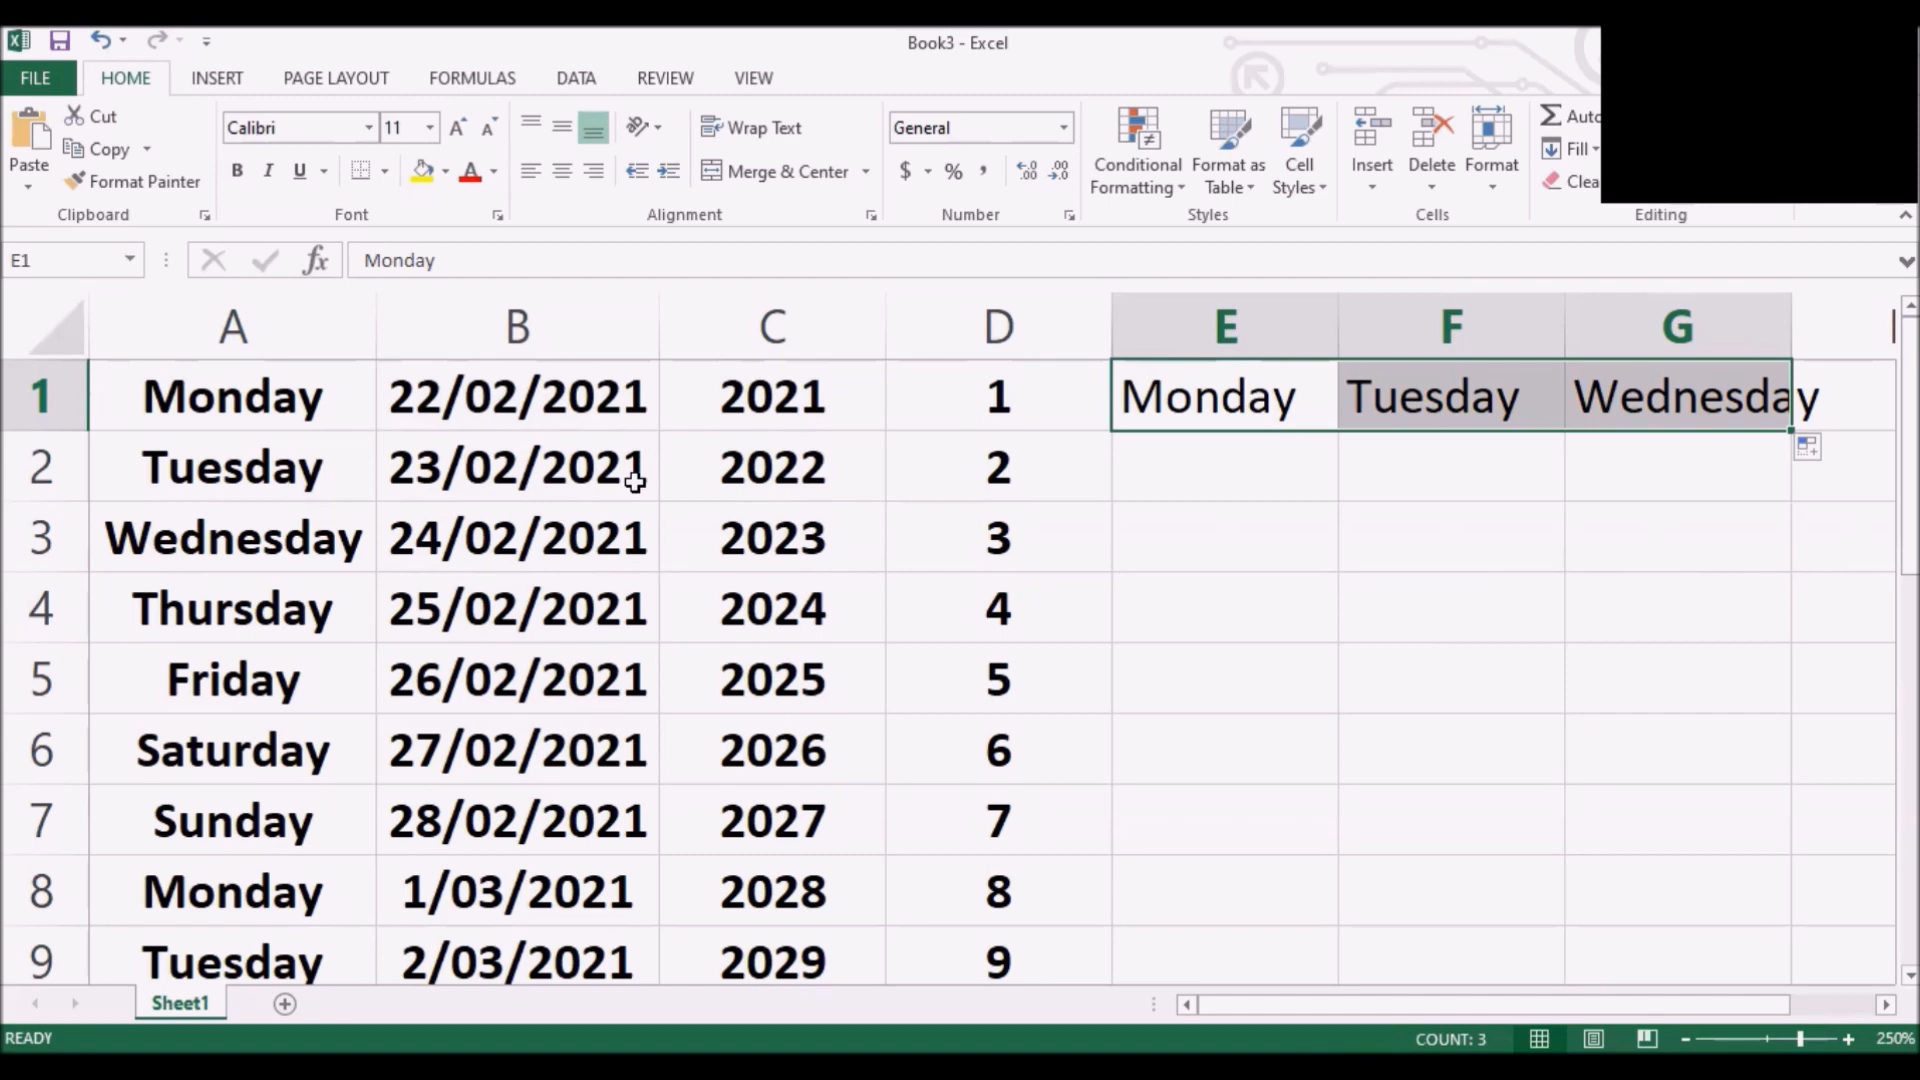 Book3 - Excel
FILE HOME INSERT PAGE LAYOUT FORMULAS DATA REVIEW VIEW
Paste
Cut
Copy
Format Painter
Clipboard
Calibri 11
B I U A
Font
Wrap Text
Merge & Center
Alignment
General
$ % ,
Number
Conditional Formatting
Format as Table
Cell Styles
Styles
Insert Delete Format
Cells
Fill
Editing
E1 fx Monday
A B C D E F G
1 Monday 22/02/2021 2021 1 Monday Tuesday Wednesday
2 Tuesday 23/02/2021 2022 2
3 Wednesday 24/02/2021 2023 3
4 Thursday 25/02/2021 2024 4
5 Friday 26/02/2021 2025 5
6 Saturday 27/02/2021 2026 6
7 Sunday 28/02/2021 2027 7
8 Monday 1/03/2021 2028 8
9 Tuesday 2/03/2021 2029 9
Sheet1
READY COUNT: 3 250%